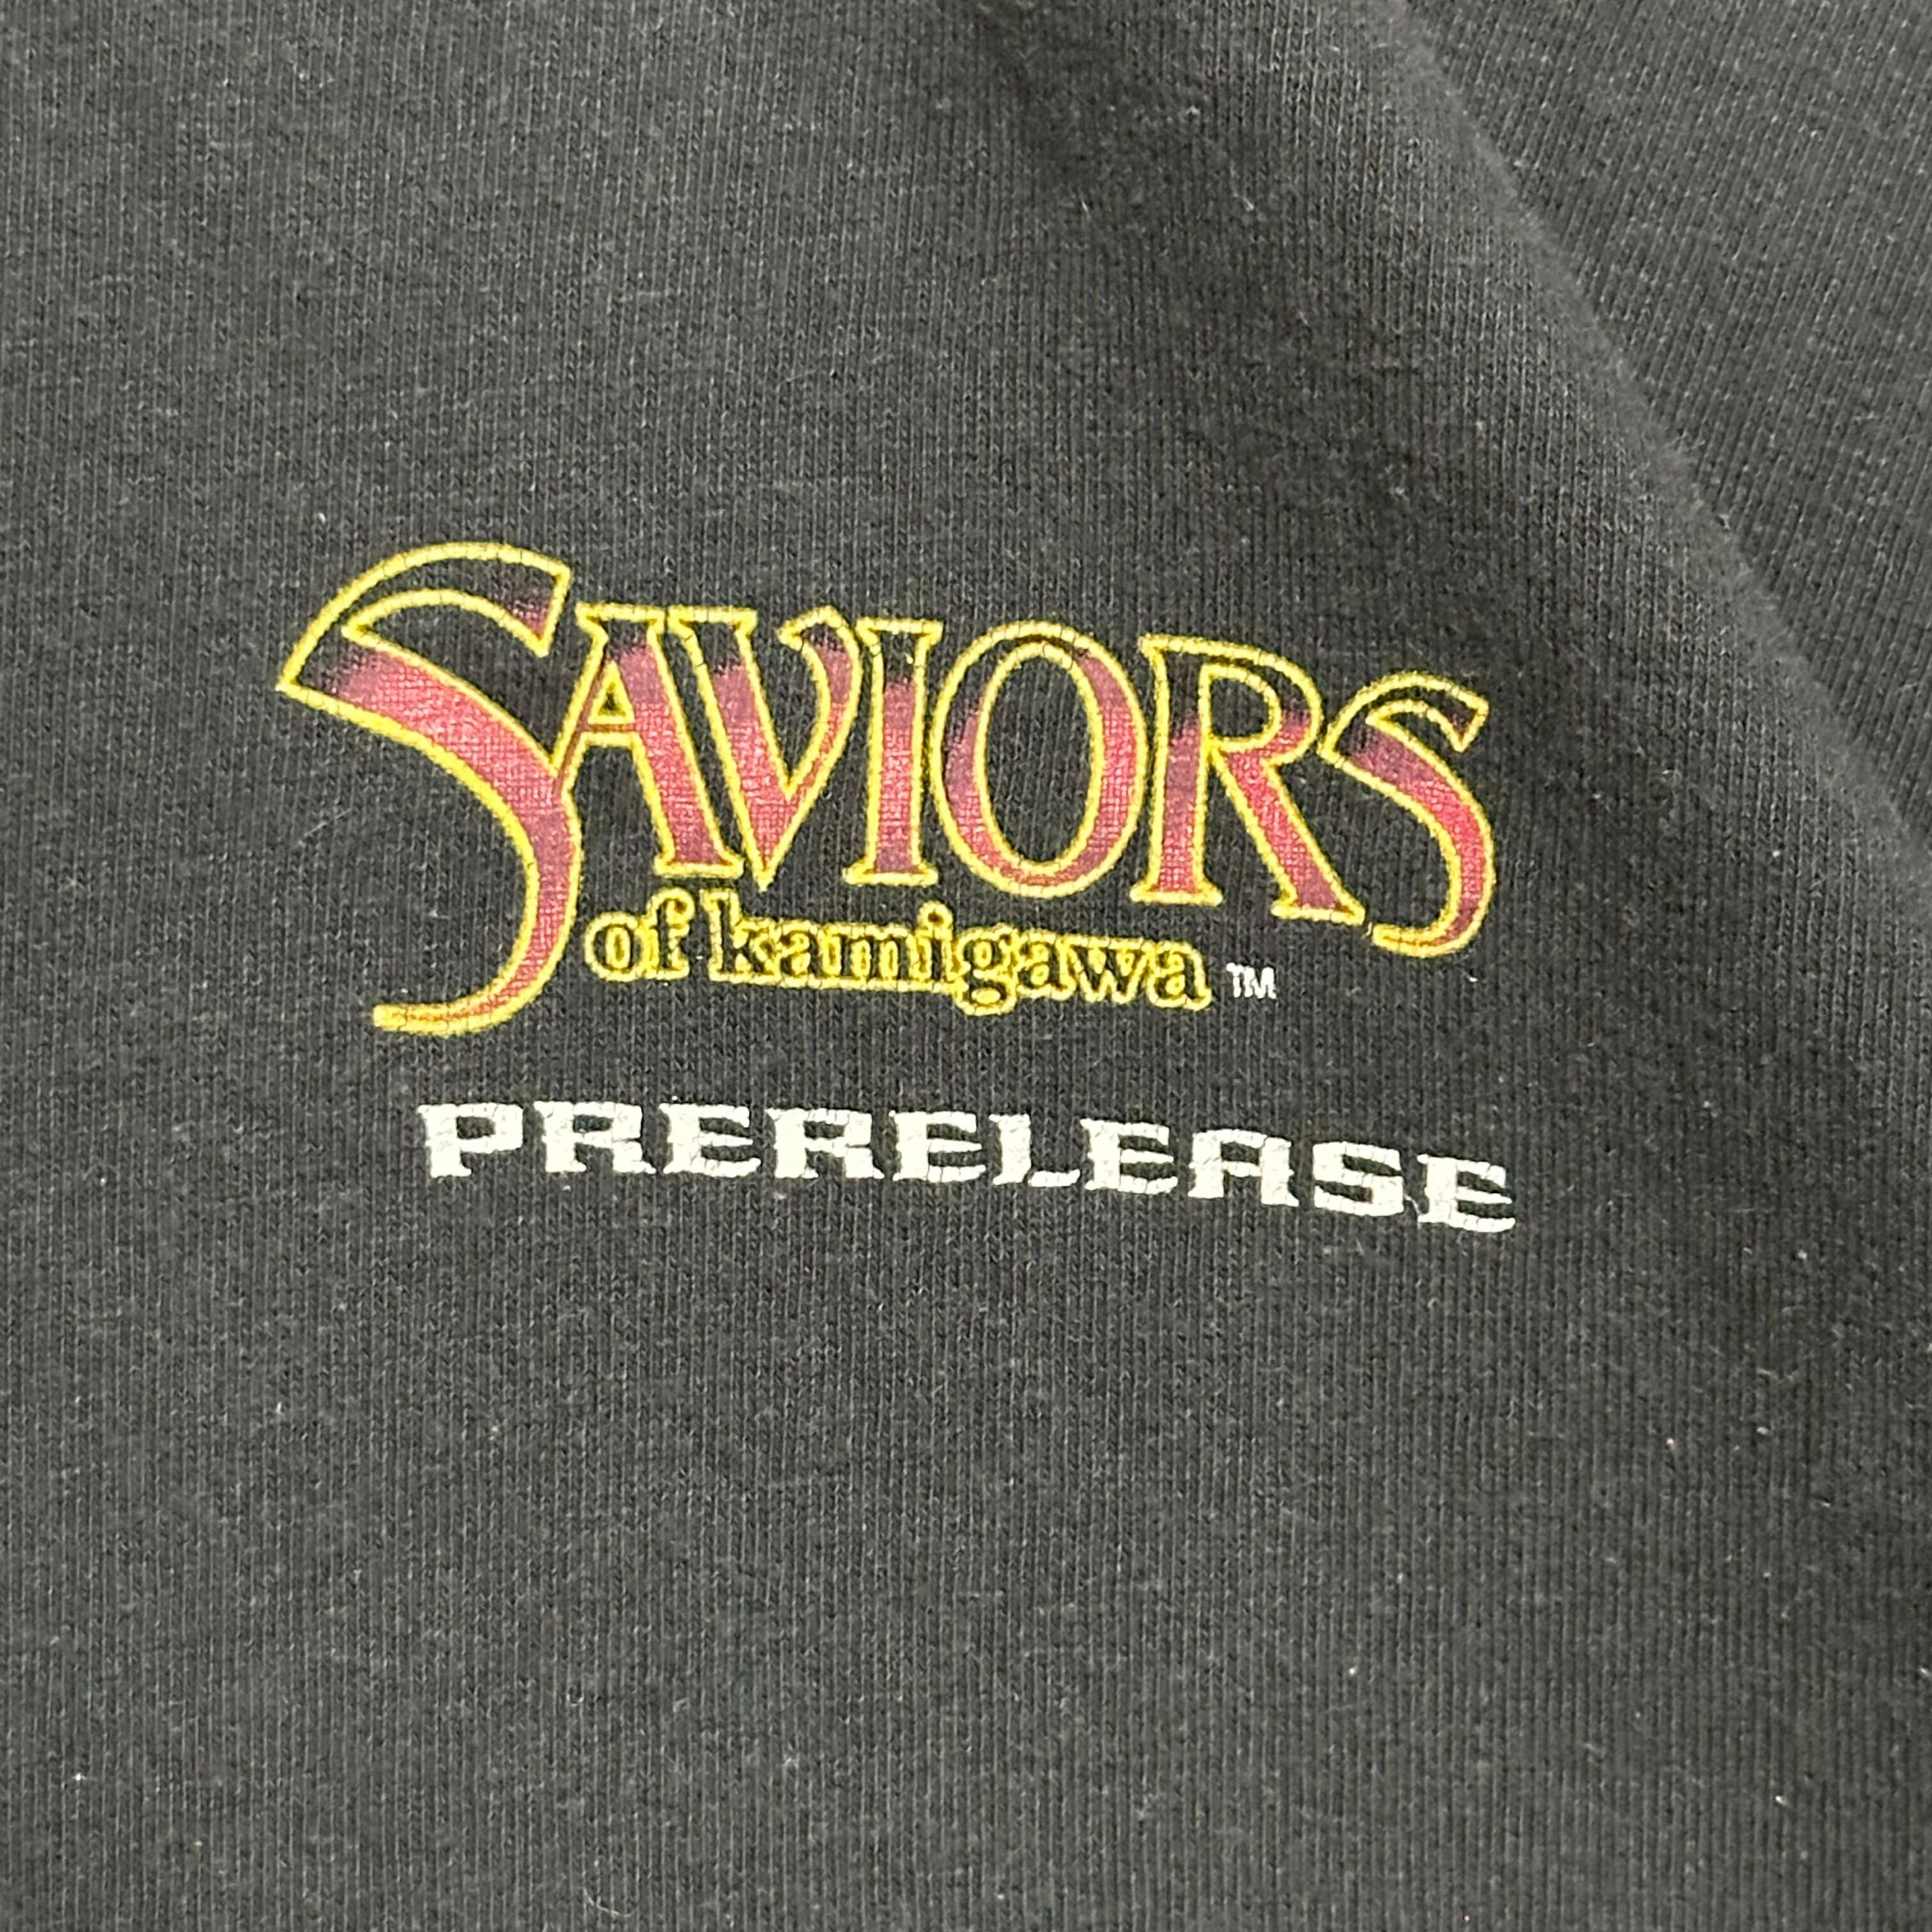 SAVIORS
of kamigawa™
PRERELEASE